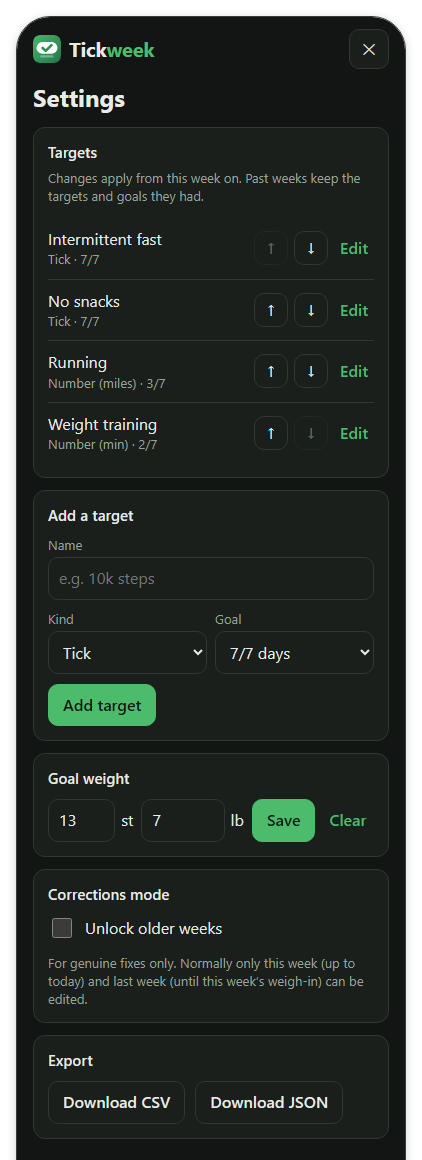 Tickweek
Settings
Targets
Changes apply from this week on. Past weeks keep the
targets and goals they had.
Intermittent fast
Tick · 7/7
↑ ↓ Edit
No snacks
Tick · 7/7
↑ ↓ Edit
Running
Number (miles) · 3/7
↑ ↓ Edit
Weight training
Number (min) · 2/7
↑ ↓ Edit
Add a target
Name
e.g. 10k steps
Kind Goal
Tick 7/7 days
Add target
Goal weight
13 st 7 lb Save Clear
Corrections mode
Unlock older weeks
For genuine fixes only. Normally only this week (up to
today) and last week (until this week's weigh-in) can be
edited.
Export
Download CSV Download JSON